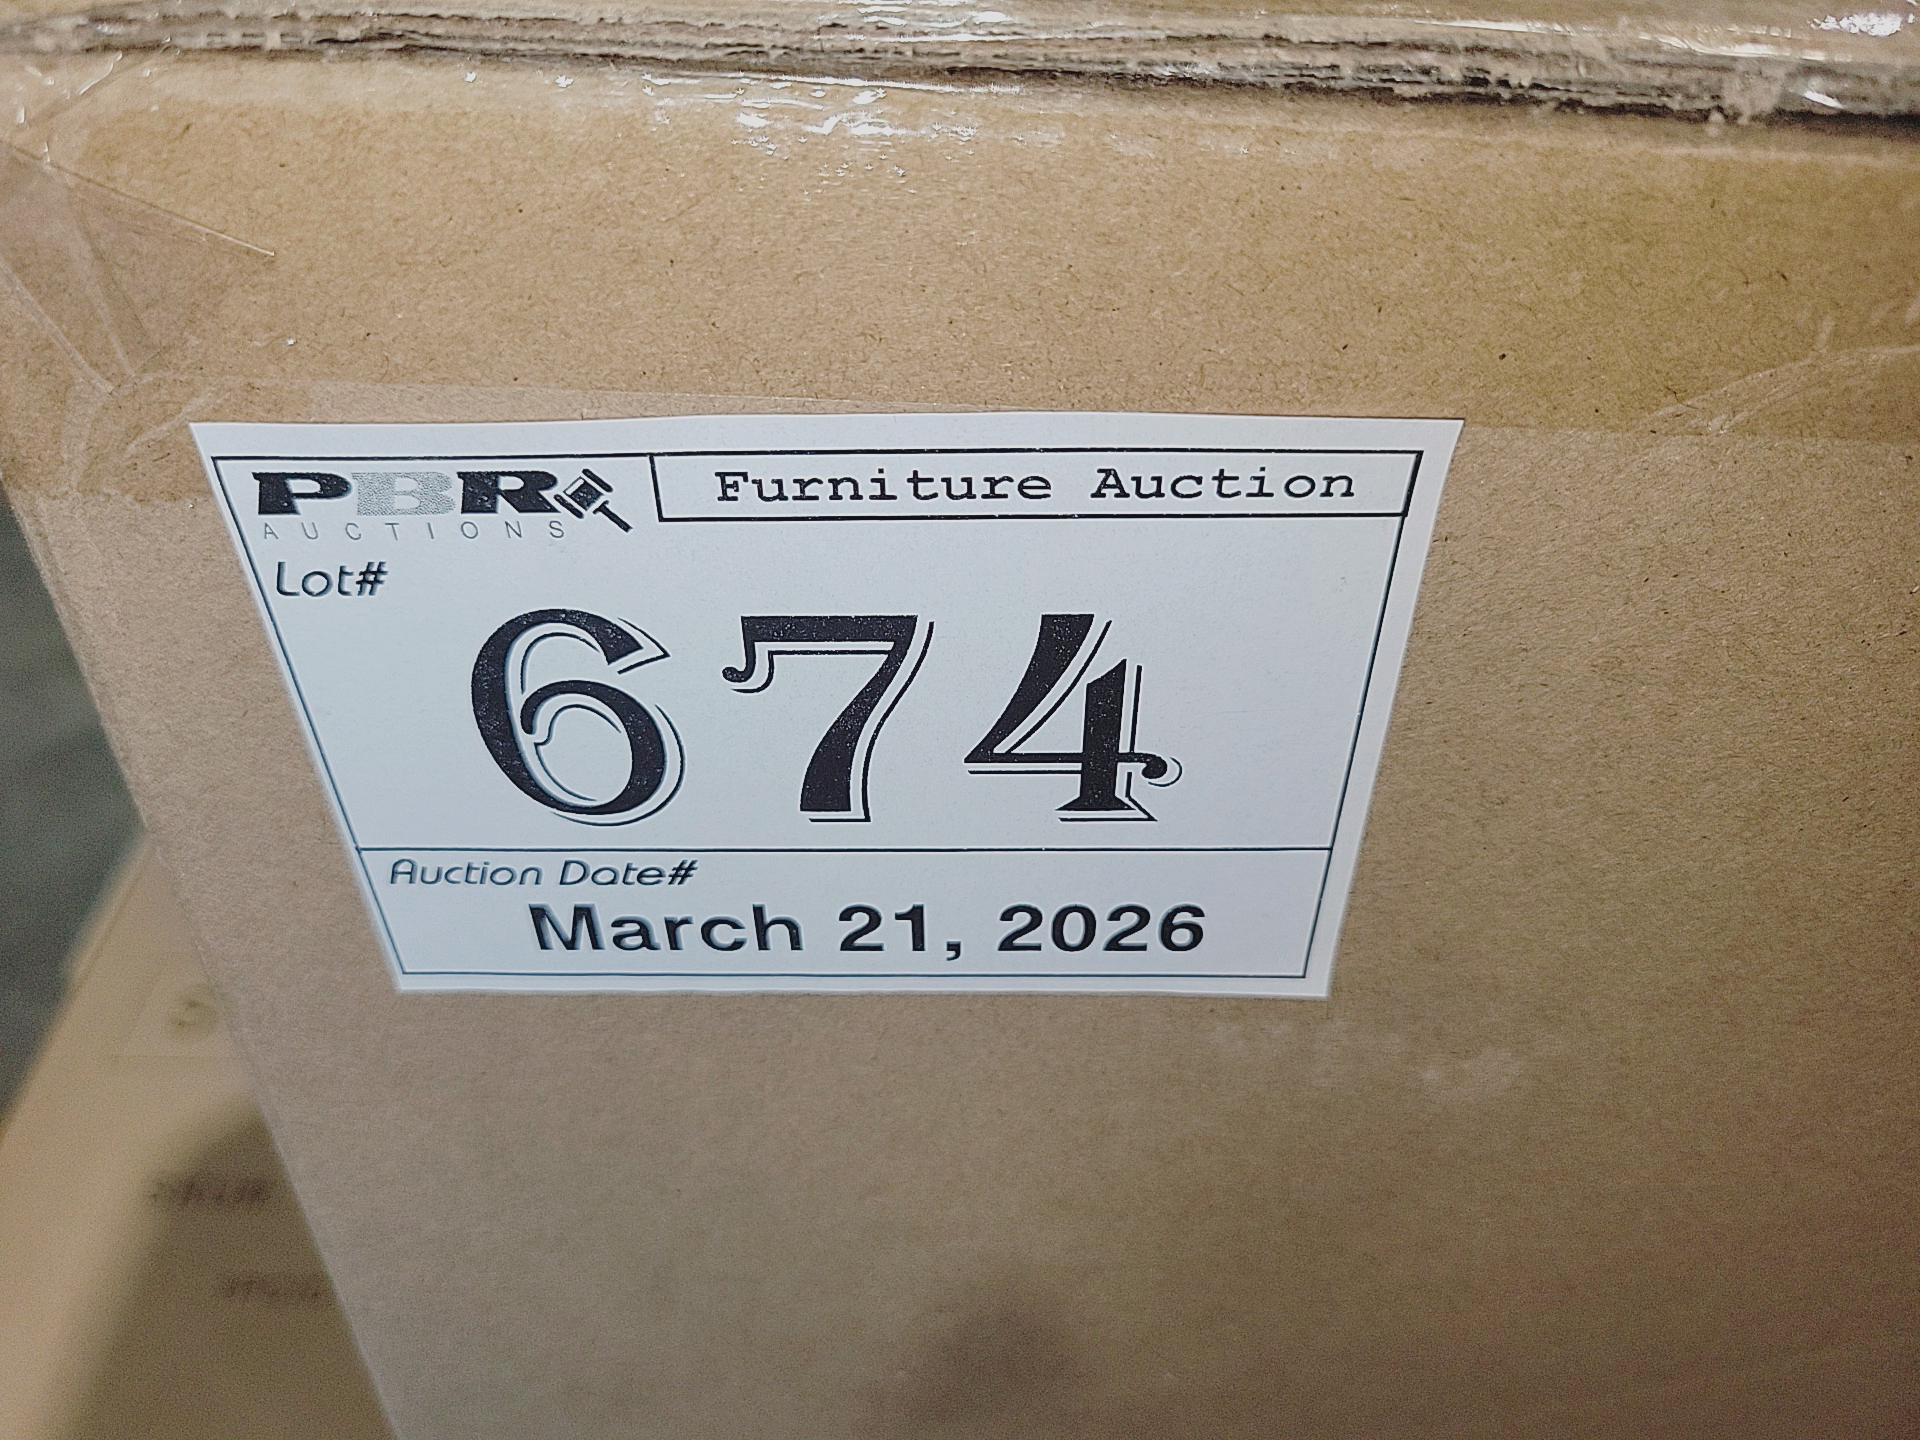 PBR
AUCTIONS
Furniture Auction
Lot#
674
Auction Date#
March 21, 2026